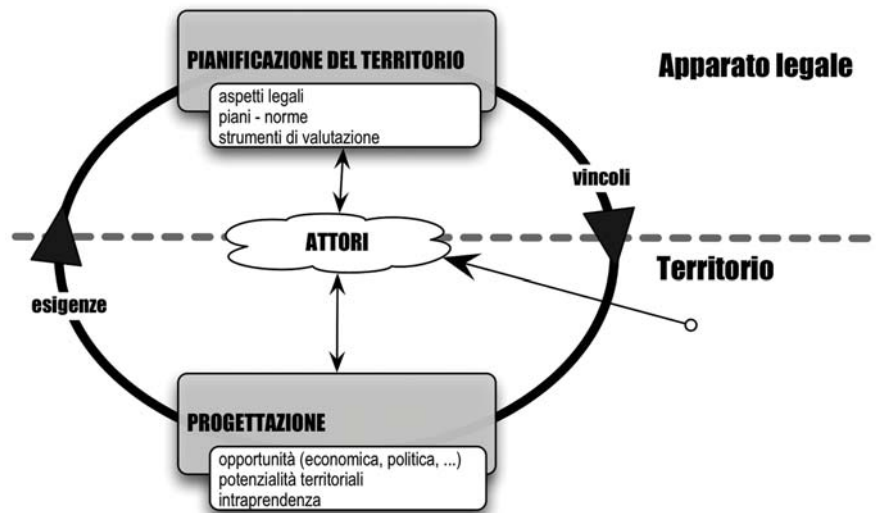 PIANIFICAZIONE DEL TERRITORIO
Apparato legale
aspetti legali
piani - norme
strumenti di valutazione
vincoli
ATTORI
Territorio
esigenze
PROGETTAZIONE
opportunità (economica, politica, ...)
potenzialità territoriali
intraprendenza